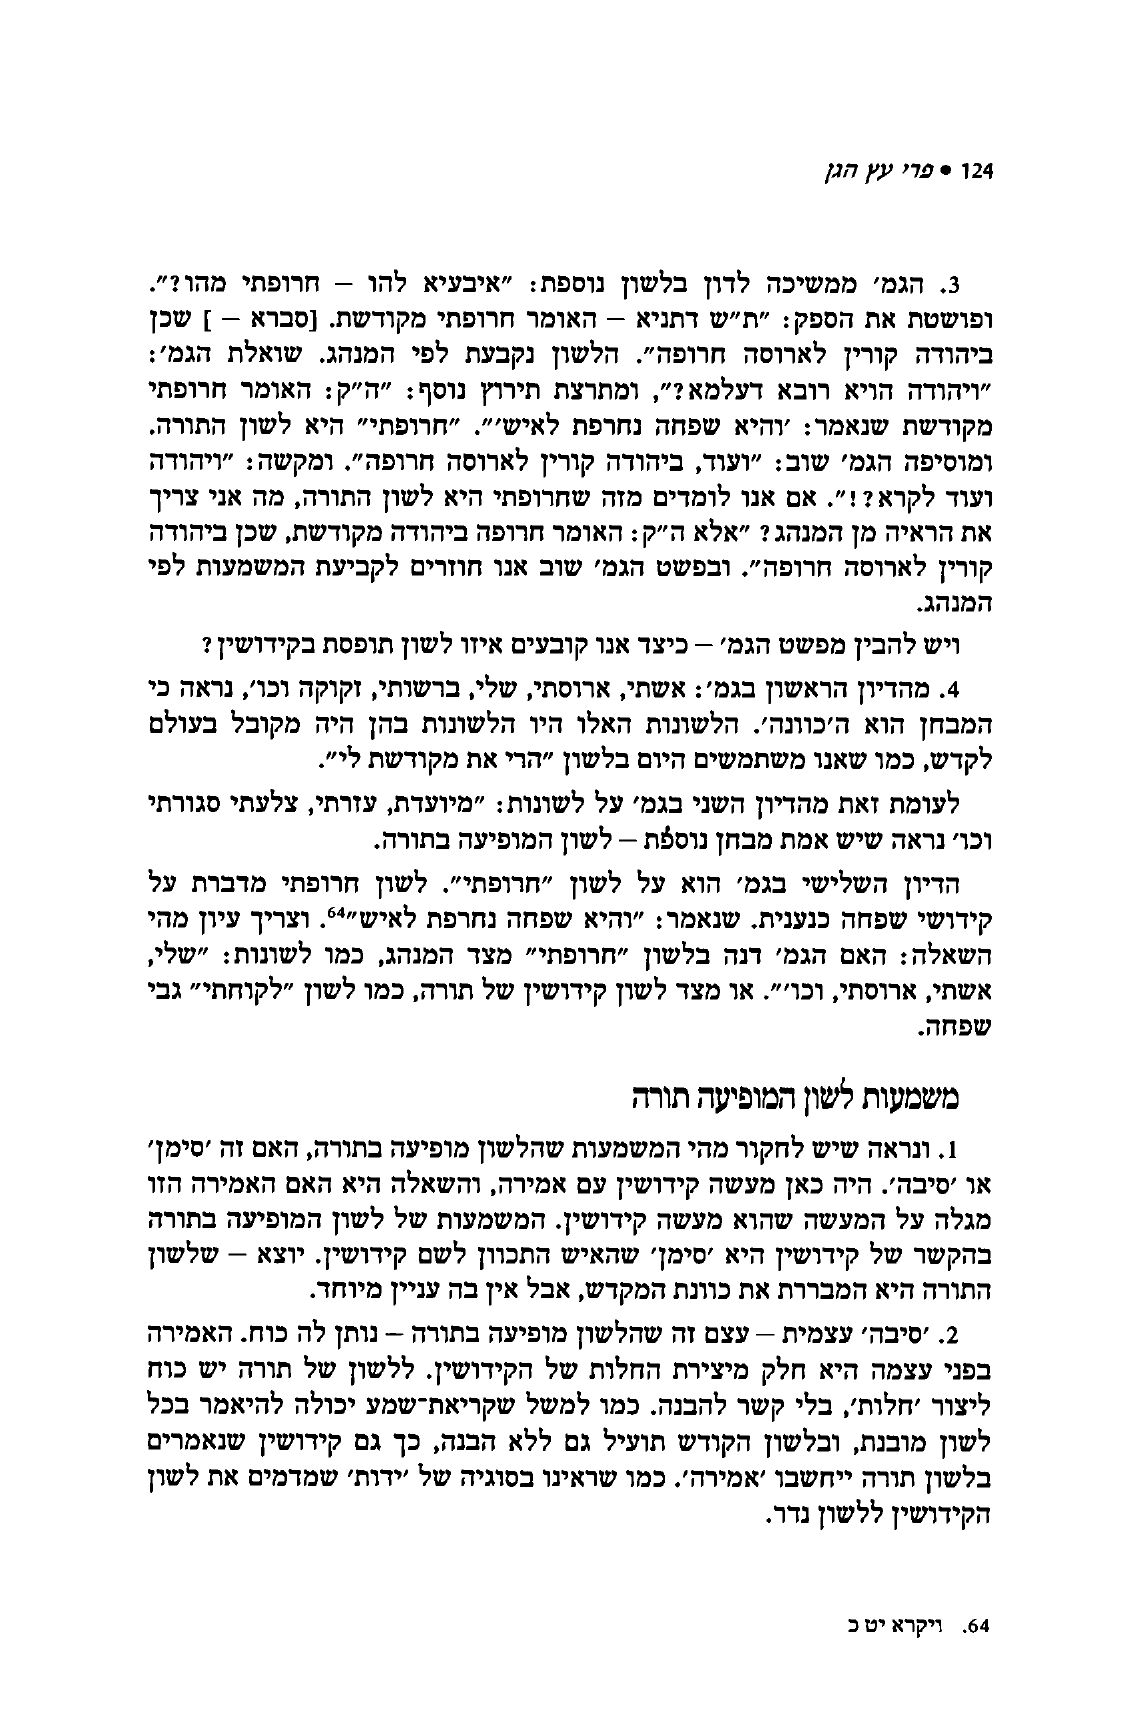 124 • פרי עץ הגן
3. הגמ׳ ממשיכה לדון בלשון נוספת: ״איבעיא להו – חרופתי מהו?״.
ופושטת את הספק: ״ת״ש דתניא – האומר חרופתי מקודשת. [סברא – ] שכן
ביהודה קורין לארוסה חרופה״. הלשון נקבעת לפי המנהג. שואלת הגמ׳:
״ויהודה הויא רובא דעלמא?״, ומתרצת תירוץ נוסף: ״ה״ק: האומר חרופתי
מקודשת שנאמר: ׳והיא שפחה נחרפת לאיש׳״. ״חרופתי״ היא לשון התורה.
ומוסיפה הגמ׳ שוב: ״ועוד, ביהודה קורין לארוסה חרופה״. ומקשה: ״ויהודה
ועוד לקרא?!״. אם אנו לומדים מזה שחרופתי היא לשון התורה, מה אני צריך
את הראיה מן המנהג? ״אלא ה״ק: האומר חרופה ביהודה מקודשת, שכן ביהודה
קורין לארוסה חרופה״. ובפשט הגמ׳ שוב אנו חוזרים לקביעת המשמעות לפי
המנהג.
ויש להבין מפשט הגמ׳ – כיצד אנו קובעים איזו לשון תופסת בקידושין?
4. מהדיון הראשון בגמ׳: אשתי, ארוסתי, שלי, ברשותי, זקוקה וכו׳, נראה כי
המבחן הוא ה׳כוונה׳. הלשונות האלו היו הלשונות בהן היה מקובל בעולם
לקדש, כמו שאנו משתמשים היום בלשון ״הרי את מקודשת לי״.
לעומת זאת מהדיון השני בגמ׳ על לשונות: ״מיועדת, עזרתי, צלעתי סגורתי
וכו׳ נראה שיש אמת מבחן נוספת – לשון המופיעה בתורה.
הדיון השלישי בגמ׳ הוא על לשון ״חרופתי״. לשון חרופתי מדברת על
קידושי שפחה כנענית. שנאמר: ״והיא שפחה נחרפת לאיש״64. וצריך עיון מהי
השאלה: האם הגמ׳ דנה בלשון ״חרופתי״ מצד המנהג, כמו לשונות: ״שלי,
אשתי, ארוסתי, וכו׳״. או מצד לשון קידושין של תורה, כמו לשון ״לקוחתי״ גבי
שפחה.
משמעות לשון המופיעה תורה
1. ונראה שיש לחקור מהי המשמעות שהלשון מופיעה בתורה, האם זה ׳סימן׳
או ׳סיבה׳. היה כאן מעשה קידושין עם אמירה, והשאלה היא האם האמירה הזו
מגלה על המעשה שהוא מעשה קידושין. המשמעות של לשון המופיעה בתורה
בהקשר של קידושין היא ׳סימן׳ שהאיש התכוון לשם קידושין. יוצא – שלשון
התורה היא המבררת את כוונת המקדש, אבל אין בה עניין מיוחד.
2. ׳סיבה׳ עצמית – עצם זה שהלשון מופיעה בתורה – נותן לה כוח. האמירה
בפני עצמה היא חלק מיצירת החלות של הקידושין. ללשון של תורה יש כוח
ליצור ׳חלות׳, בלי קשר להבנה. כמו למשל שקריאת־שמע יכולה להיאמר בכל
לשון מובנת, ובלשון הקודש תועיל גם ללא הבנה, כך גם קידושין שנאמרים
בלשון תורה ייחשבו ׳אמירה׳. כמו שראינו בסוגיה של ׳ידות׳ שמדמים את לשון
הקידושין ללשון נדר.
64. ויקרא יט כ